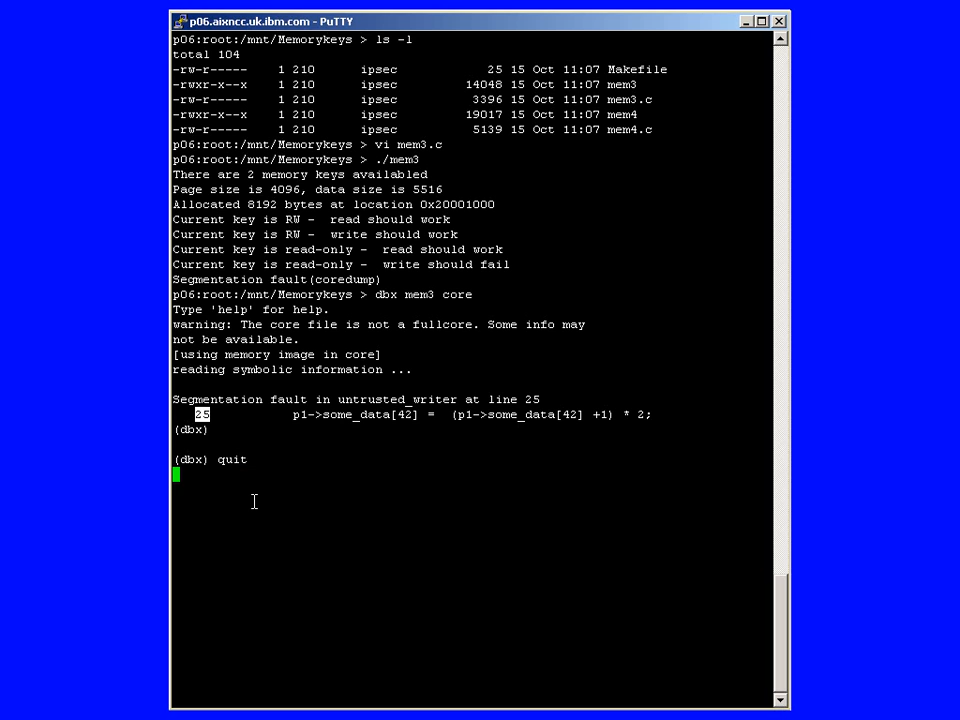 p06.aixncc.uk.ibm.com - PuTTY
p06:root:/mnt/Memorykeys > ls -l
total 104
-rw-r-----    1 210      ipsec            25 15 Oct 11:07 Makefile
-rwxr-x--x    1 210      ipsec         14048 15 Oct 11:07 mem3
-rw-r-----    1 210      ipsec          3396 15 Oct 11:07 mem3.c
-rwxr-x--x    1 210      ipsec         19017 15 Oct 11:07 mem4
-rw-r-----    1 210      ipsec          5139 15 Oct 11:07 mem4.c
p06:root:/mnt/Memorykeys > vi mem3.c
p06:root:/mnt/Memorykeys > ./mem3
There are 2 memory keys availabled
Page size is 4096, data size is 5516
Allocated 8192 bytes at location 0x20001000
Current key is RW -  read should work
Current key is RW -  write should work
Current key is read-only -  read should work
Current key is read-only -  write should fail
Segmentation fault(coredump)
p06:root:/mnt/Memorykeys > dbx mem3 core
Type 'help' for help.
warning: The core file is not a fullcore. Some info may
not be available.
[using memory image in core]
reading symbolic information ...
Segmentation fault in untrusted_writer at line 25
   25           p1->some_data[42] =  (p1->some_data[42] +1) * 2;
(dbx)
(dbx) quit